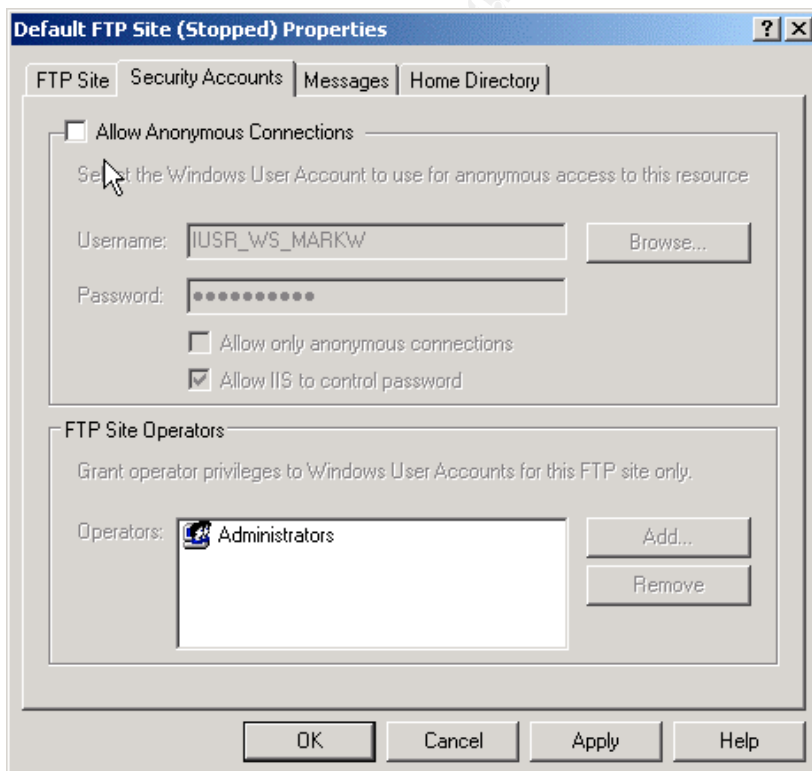 Default FTP Site (Stopped) Properties
FTP Site Security Accounts Messages Home Directory
Allow Anonymous Connections
Select the Windows User Account to use for anonymous access to this resource
Username: IUSR_WS_MARKW Browse...
Password: ••••••••••
Allow only anonymous connections
Allow IIS to control password
FTP Site Operators
Grant operator privileges to Windows User Accounts for this FTP site only.
Operators: Administrators Add...
Remove
OK Cancel Apply Help